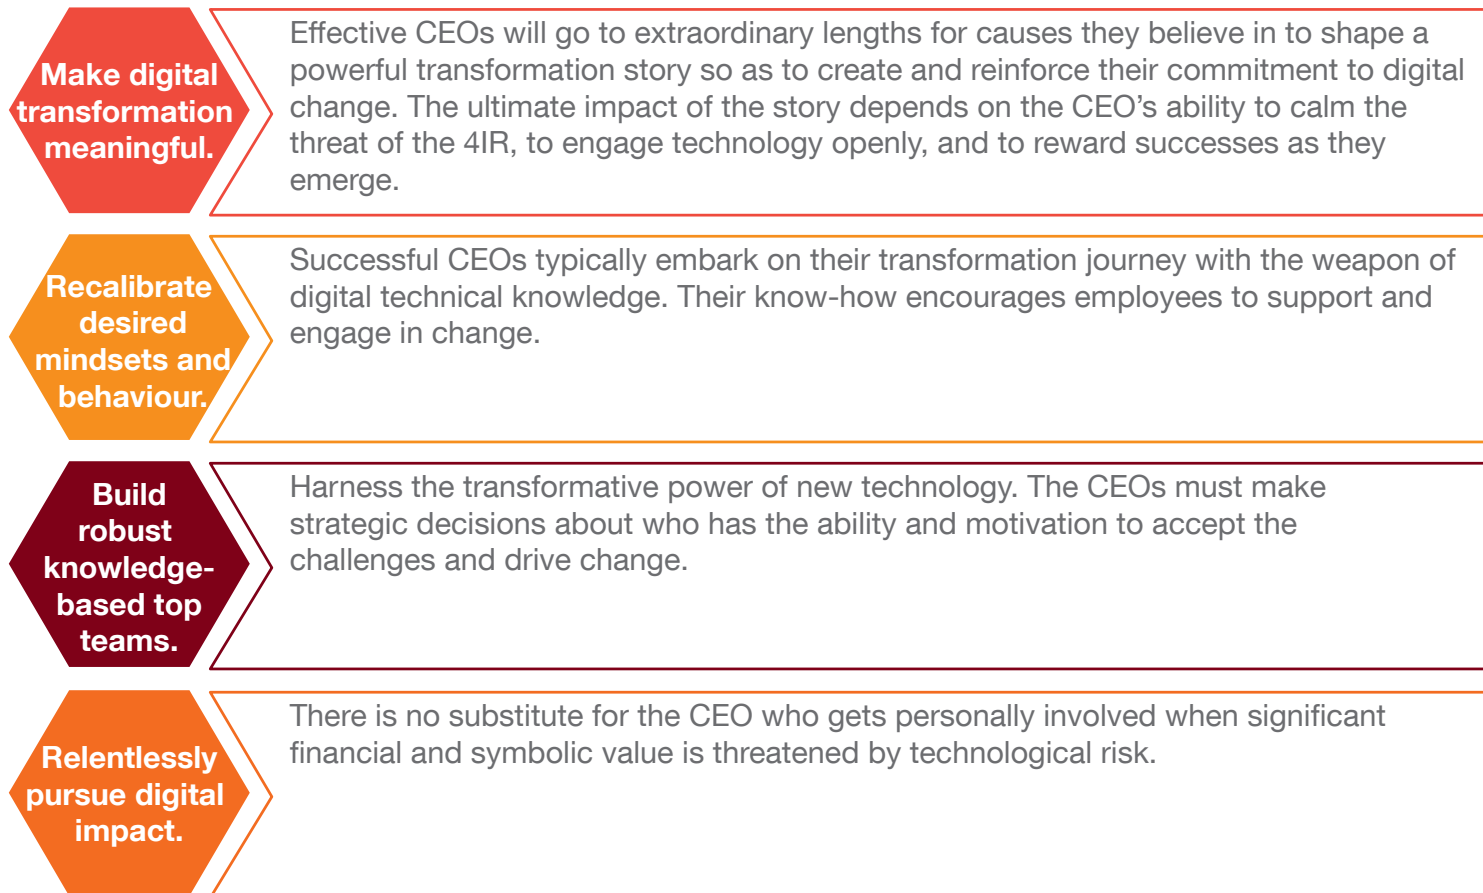 Make digital
transformation
meaningful.
Effective CEOs will go to extraordinary lengths for causes they believe in to shape a
powerful transformation story so as to create and reinforce their commitment to digital
change. The ultimate impact of the story depends on the CEO’s ability to calm the
threat of the 4IR, to engage technology openly, and to reward successes as they
emerge.
Recalibrate
desired
mindsets and
behaviour.
Successful CEOs typically embark on their transformation journey with the weapon of
digital technical knowledge. Their know-how encourages employees to support and
engage in change.
Build
robust
knowledge-
based top
teams.
Harness the transformative power of new technology. The CEOs must make
strategic decisions about who has the ability and motivation to accept the
challenges and drive change.
Relentlessly
pursue digital
impact.
There is no substitute for the CEO who gets personally involved when significant
financial and symbolic value is threatened by technological risk.